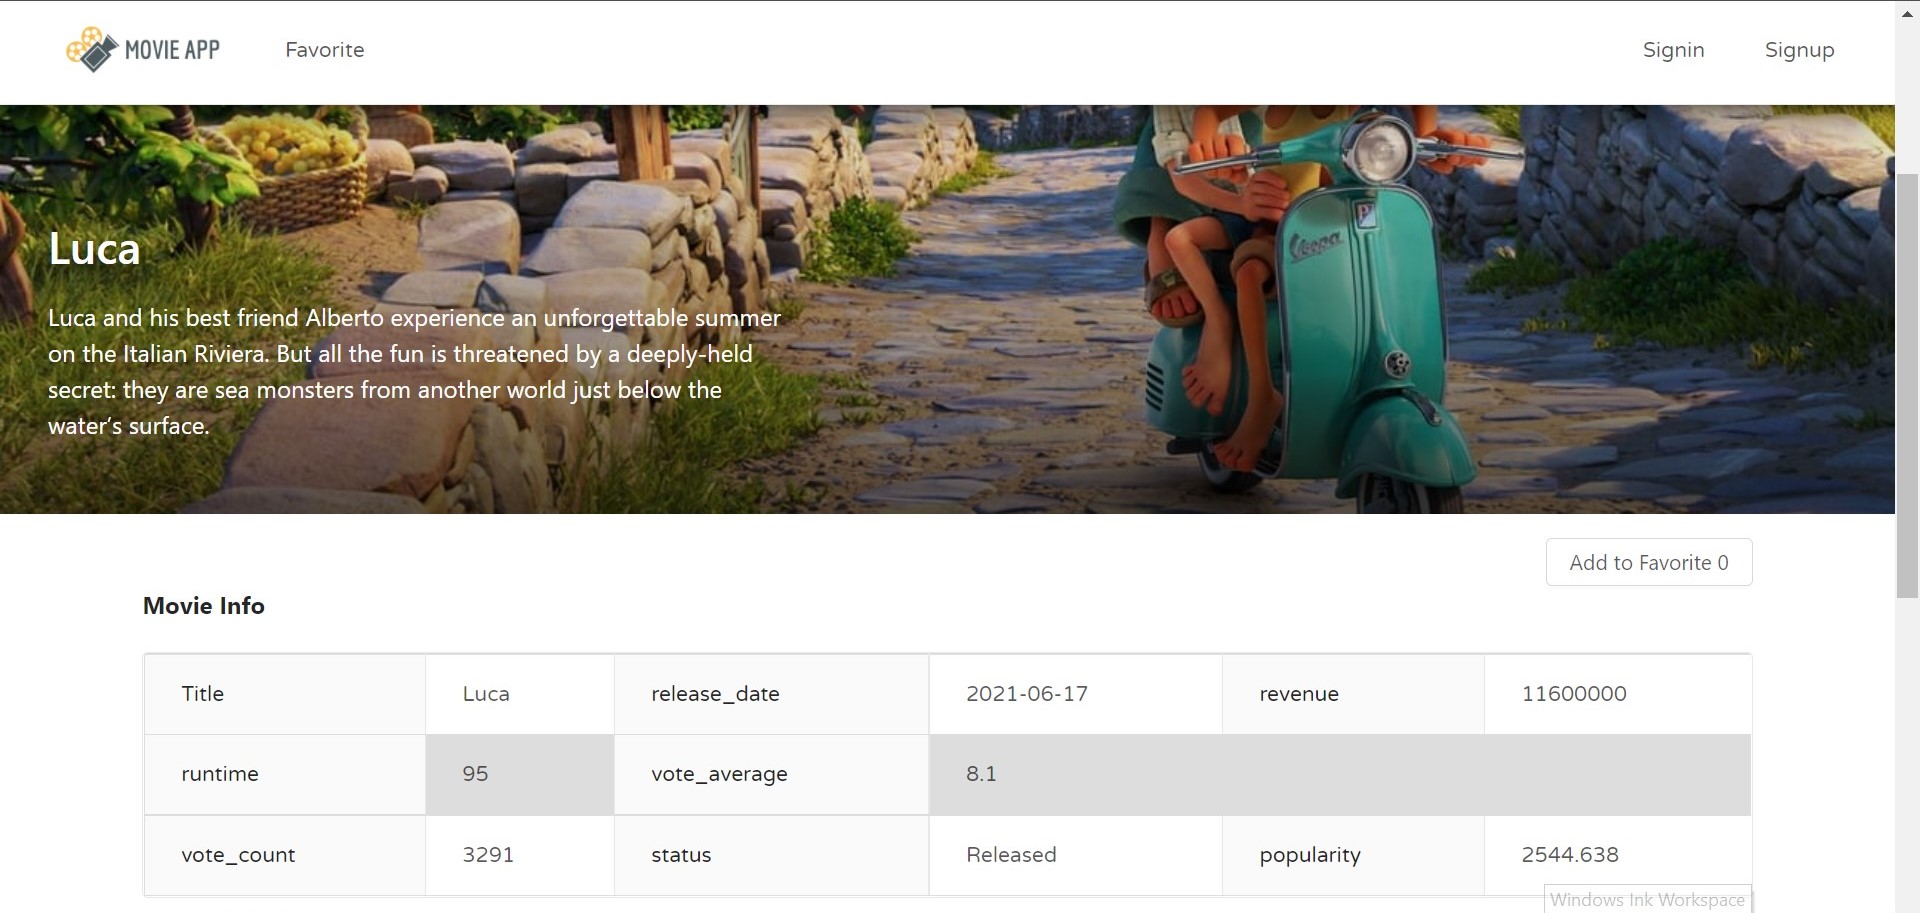 MOVIE APP
Favorite
Signin
Signup
Vespa
Luca
Luca and his best friend Alberto experience an unforgettable summer
on the Italian Riviera. But all the fun is threatened by a deeply-held
secret: they are sea monsters from another world just below the
water’s surface.
Add to Favorite 0
Movie Info
Title Luca release_date 2021-06-17 revenue 11600000
runtime 95 vote_average 8.1
vote_count 3291 status Released popularity 2544.638
Windows Ink Workspace